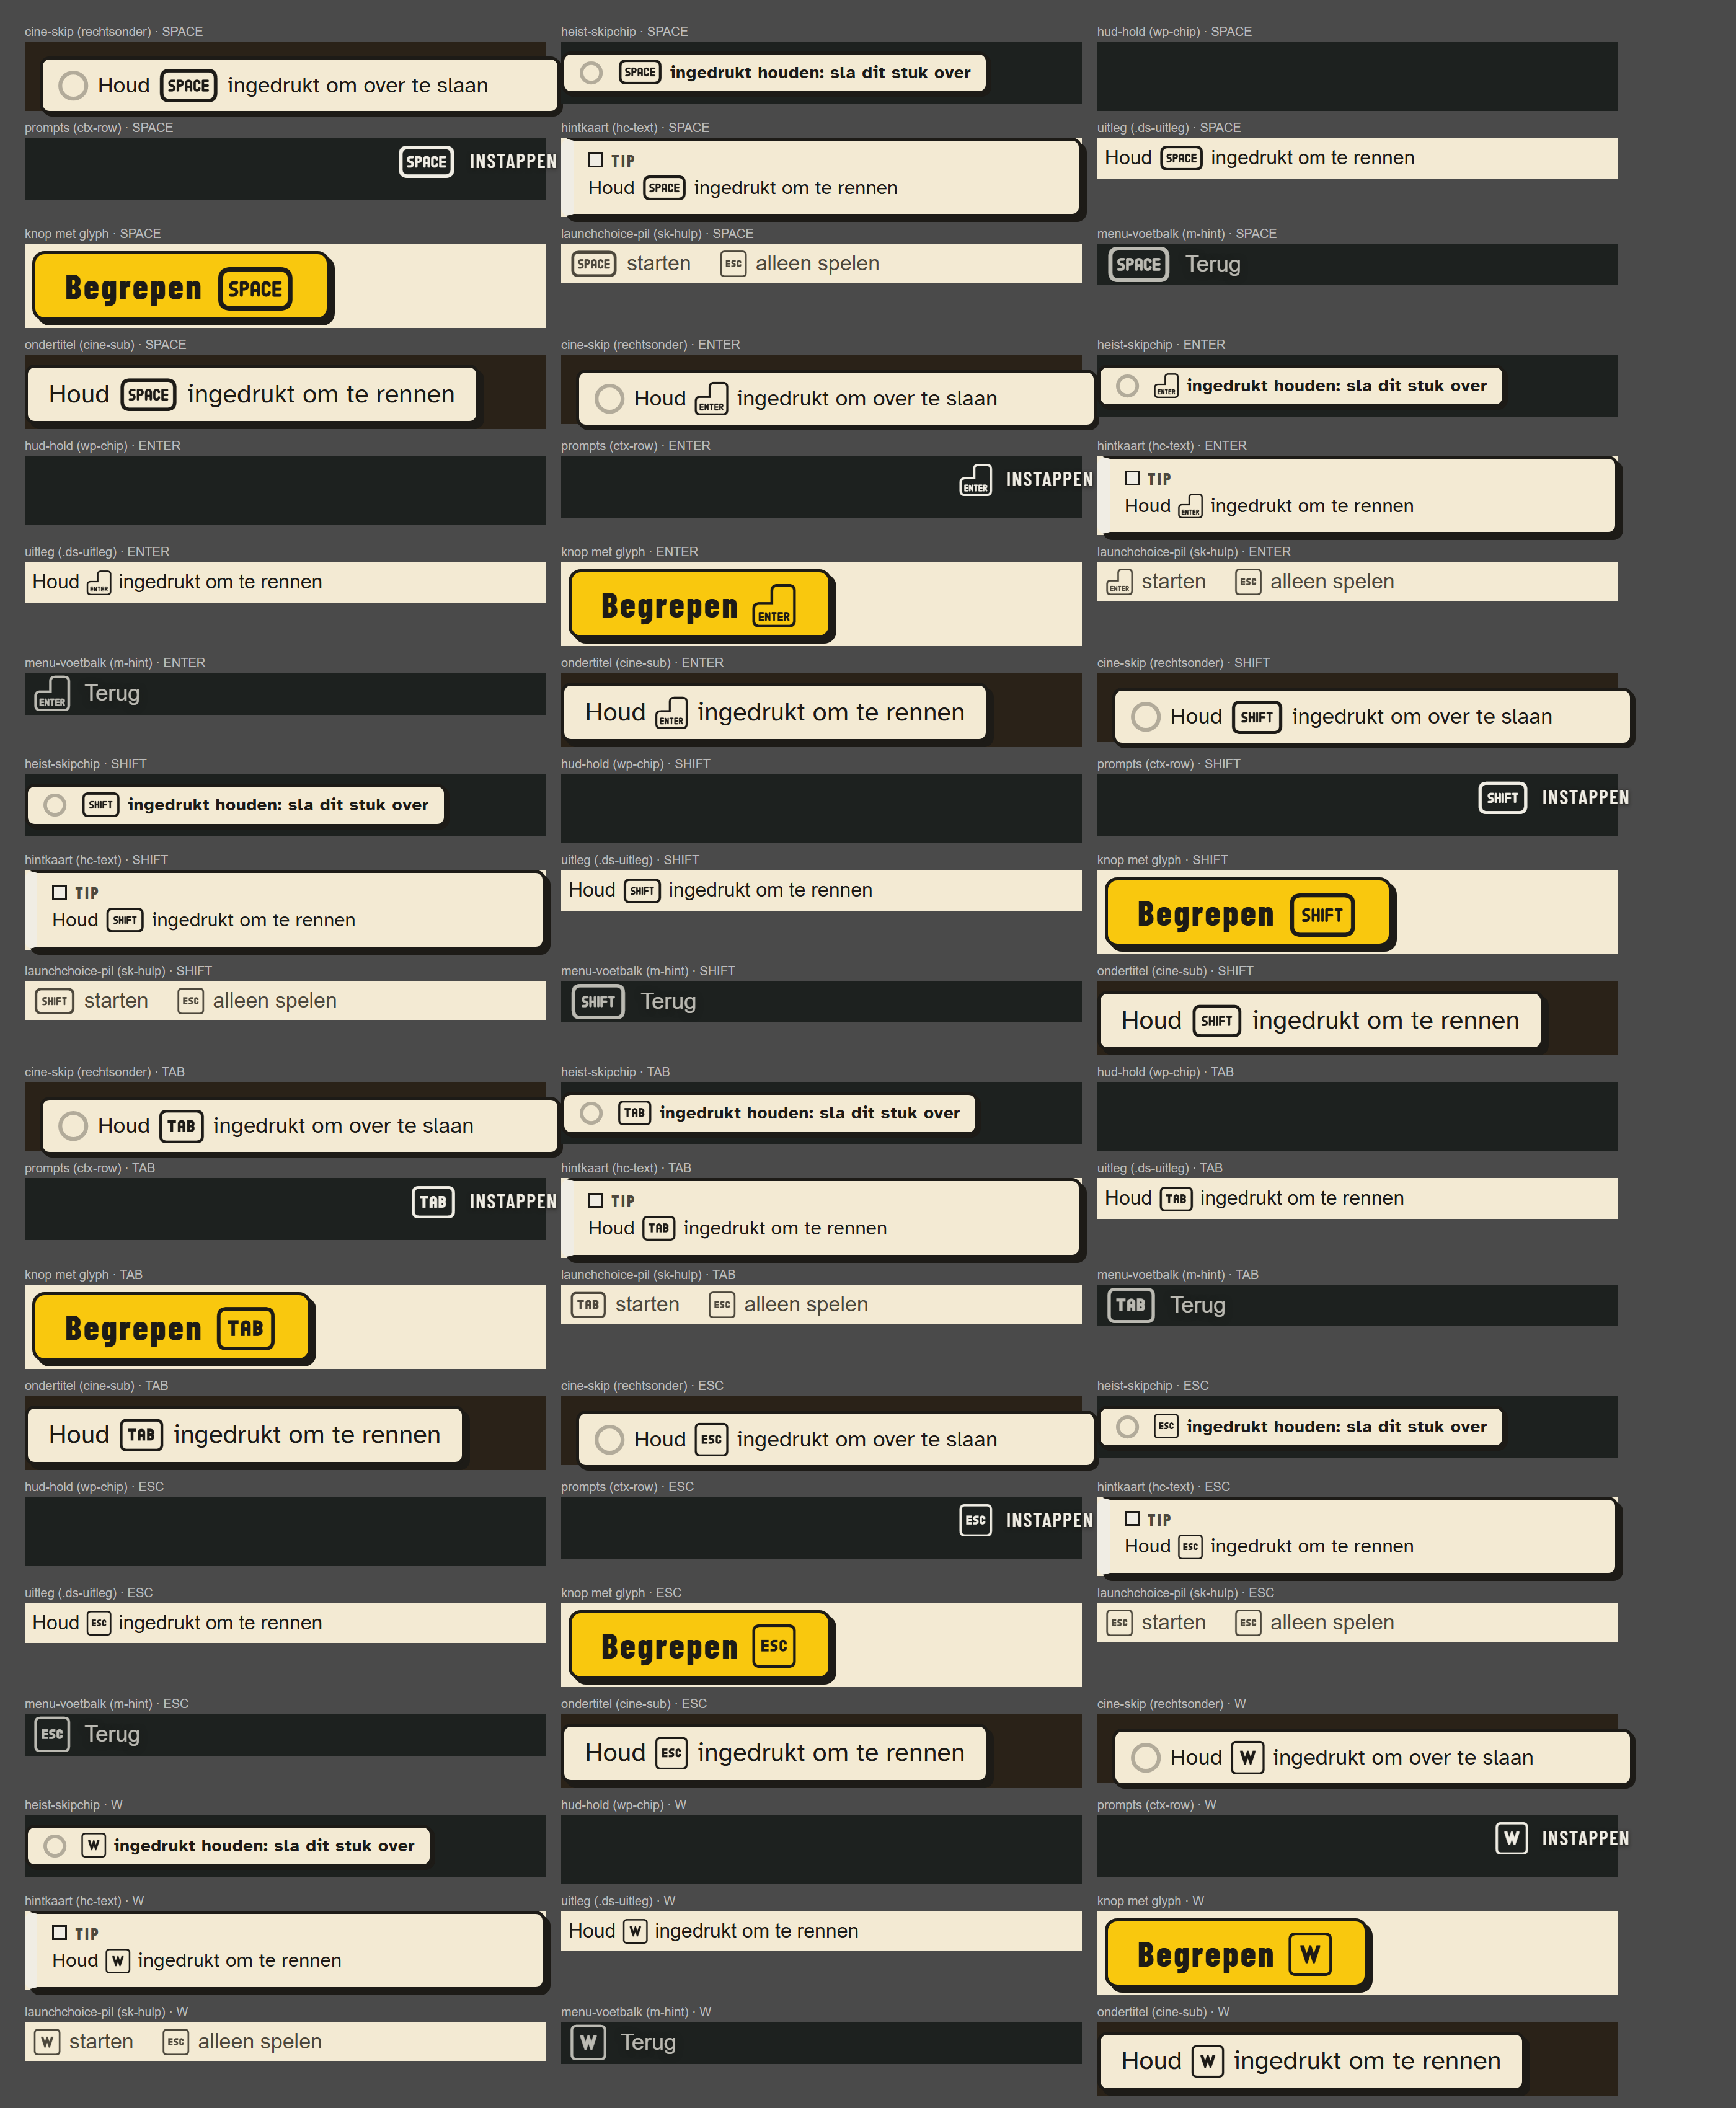 cine-skip (rechtsonder) · SPACE
Houd SPACE ingedrukt om over te slaan
heist-skipchip · SPACE
SPACE ingedrukt houden: sla dit stuk over
hud-hold (wp-chip) · SPACE
prompts (ctx-row) · SPACE
SPACE INSTAPPEN
hintkaart (hc-text) · SPACE
TIP
Houd SPACE ingedrukt om te rennen
uitleg (.ds-uitleg) · SPACE
Houd SPACE ingedrukt om te rennen
knop met glyph · SPACE
Begrepen SPACE
launchchoice-pil (sk-hulp) · SPACE
SPACE starten ESC alleen spelen
menu-voetbalk (m-hint) · SPACE
SPACE Terug
ondertitel (cine-sub) · SPACE
Houd SPACE ingedrukt om te rennen
cine-skip (rechtsonder) · ENTER
Houd ENTER ingedrukt om over te slaan
heist-skipchip · ENTER
ENTER ingedrukt houden: sla dit stuk over
hud-hold (wp-chip) · ENTER
prompts (ctx-row) · ENTER
ENTER INSTAPPEN
hintkaart (hc-text) · ENTER
TIP
Houd ENTER ingedrukt om te rennen
uitleg (.ds-uitleg) · ENTER
Houd ENTER ingedrukt om te rennen
knop met glyph · ENTER
Begrepen ENTER
launchchoice-pil (sk-hulp) · ENTER
ENTER starten ESC alleen spelen
menu-voetbalk (m-hint) · ENTER
ENTER Terug
ondertitel (cine-sub) · ENTER
Houd ENTER ingedrukt om te rennen
cine-skip (rechtsonder) · SHIFT
Houd SHIFT ingedrukt om over te slaan
heist-skipchip · SHIFT
SHIFT ingedrukt houden: sla dit stuk over
hud-hold (wp-chip) · SHIFT
prompts (ctx-row) · SHIFT
SHIFT INSTAPPEN
hintkaart (hc-text) · SHIFT
TIP
Houd SHIFT ingedrukt om te rennen
uitleg (.ds-uitleg) · SHIFT
Houd SHIFT ingedrukt om te rennen
knop met glyph · SHIFT
Begrepen SHIFT
launchchoice-pil (sk-hulp) · SHIFT
SHIFT starten ESC alleen spelen
menu-voetbalk (m-hint) · SHIFT
SHIFT Terug
ondertitel (cine-sub) · SHIFT
Houd SHIFT ingedrukt om te rennen
cine-skip (rechtsonder) · TAB
Houd TAB ingedrukt om over te slaan
heist-skipchip · TAB
TAB ingedrukt houden: sla dit stuk over
hud-hold (wp-chip) · TAB
prompts (ctx-row) · TAB
TAB INSTAPPEN
hintkaart (hc-text) · TAB
TIP
Houd TAB ingedrukt om te rennen
uitleg (.ds-uitleg) · TAB
Houd TAB ingedrukt om te rennen
knop met glyph · TAB
Begrepen TAB
launchchoice-pil (sk-hulp) · TAB
TAB starten ESC alleen spelen
menu-voetbalk (m-hint) · TAB
TAB Terug
ondertitel (cine-sub) · TAB
Houd TAB ingedrukt om te rennen
cine-skip (rechtsonder) · ESC
Houd ESC ingedrukt om over te slaan
heist-skipchip · ESC
ESC ingedrukt houden: sla dit stuk over
hud-hold (wp-chip) · ESC
prompts (ctx-row) · ESC
ESC INSTAPPEN
hintkaart (hc-text) · ESC
TIP
Houd ESC ingedrukt om te rennen
uitleg (.ds-uitleg) · ESC
Houd ESC ingedrukt om te rennen
knop met glyph · ESC
Begrepen ESC
launchchoice-pil (sk-hulp) · ESC
ESC starten ESC alleen spelen
menu-voetbalk (m-hint) · ESC
ESC Terug
ondertitel (cine-sub) · ESC
Houd ESC ingedrukt om te rennen
cine-skip (rechtsonder) · W
Houd W ingedrukt om over te slaan
heist-skipchip · W
W ingedrukt houden: sla dit stuk over
hud-hold (wp-chip) · W
prompts (ctx-row) · W
W INSTAPPEN
hintkaart (hc-text) · W
TIP
Houd W ingedrukt om te rennen
uitleg (.ds-uitleg) · W
Houd W ingedrukt om te rennen
knop met glyph · W
Begrepen W
launchchoice-pil (sk-hulp) · W
W starten ESC alleen spelen
menu-voetbalk (m-hint) · W
W Terug
ondertitel (cine-sub) · W
Houd W ingedrukt om te rennen